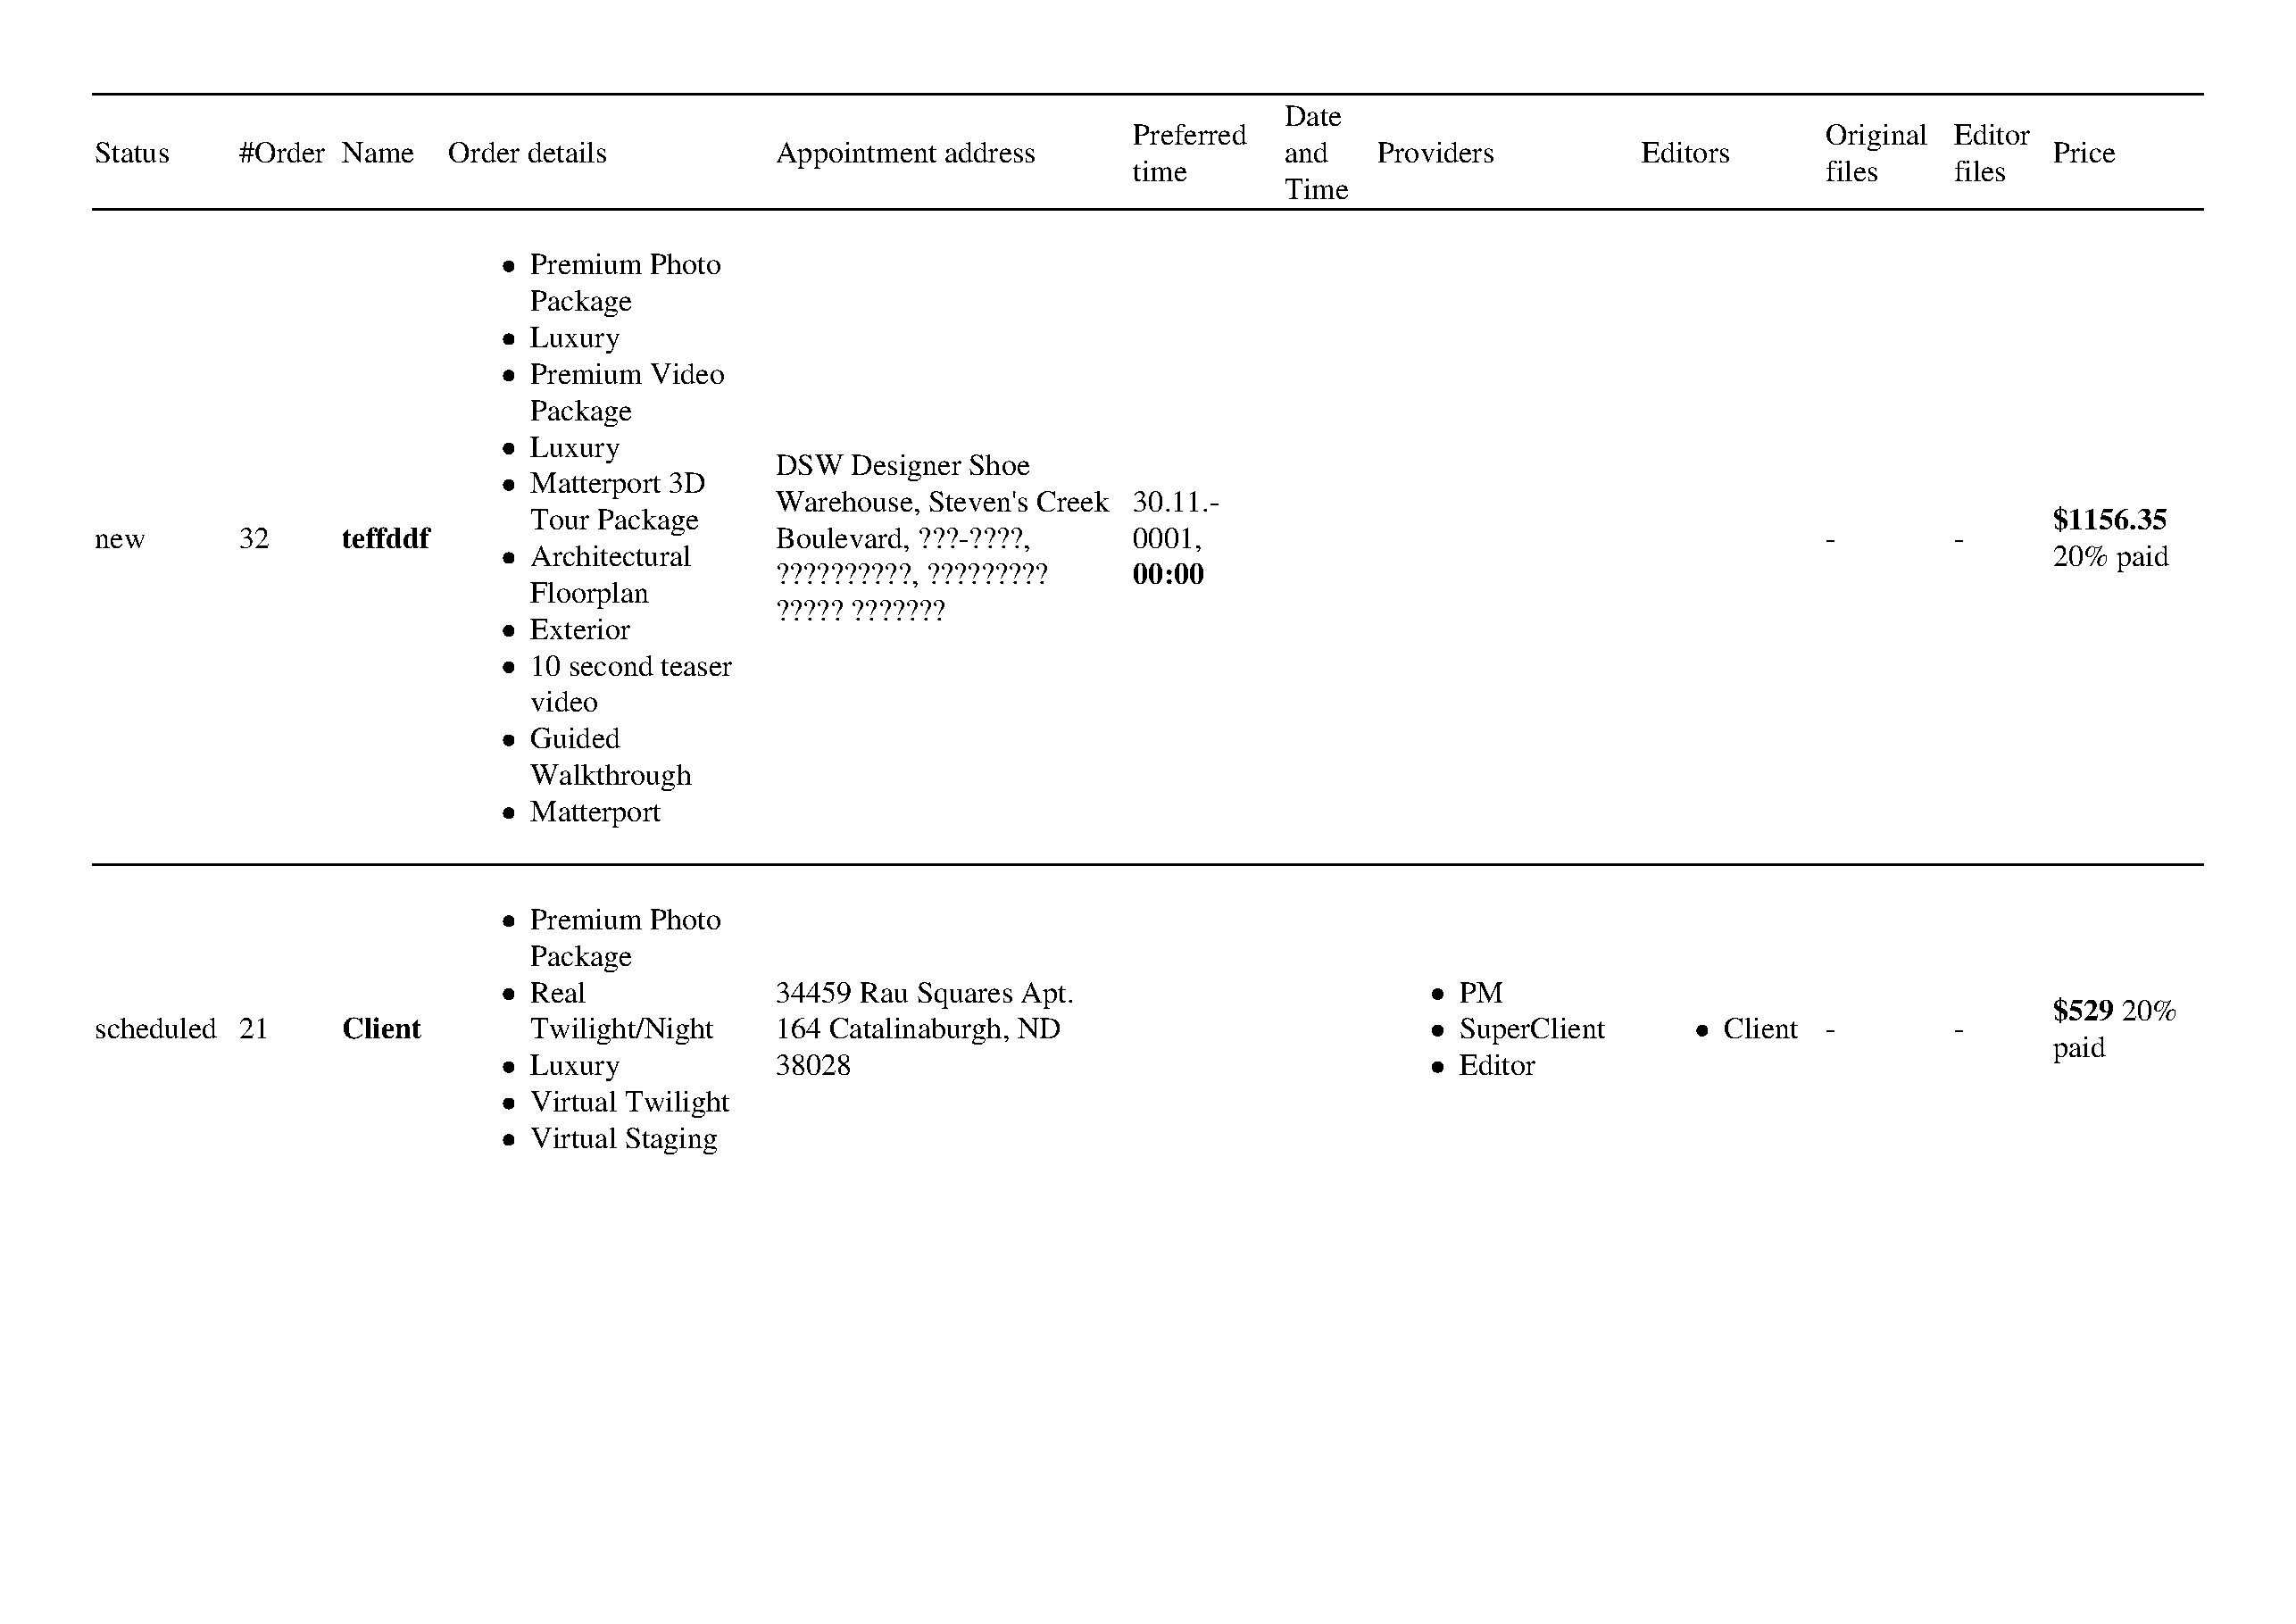 Status #Order Name Order details Appointment address Preferred time Date and Time Providers Editors Original files Editor files Price
new 32 teffddf
● Premium Photo
Package
● Luxury
● Premium Video
Package
● Luxury
● Matterport 3D
Tour Package
● Architectural
Floorplan
● Exterior
● 10 second teaser
video
● Guided
Walkthrough
● Matterport
DSW Designer Shoe
Warehouse, Steven's Creek
Boulevard, ???-????,
??????????, ?????????
????? ???????
30.11.-
0001,
00:00
- -
$1156.35
20% paid
scheduled 21 Client
● Premium Photo
Package
● Real
Twilight/Night
● Luxury
● Virtual Twilight
● Virtual Staging
34459 Rau Squares Apt.
164 Catalinaburgh, ND
38028
● PM
● SuperClient
● Editor
● Client
- -
$529 20%
paid